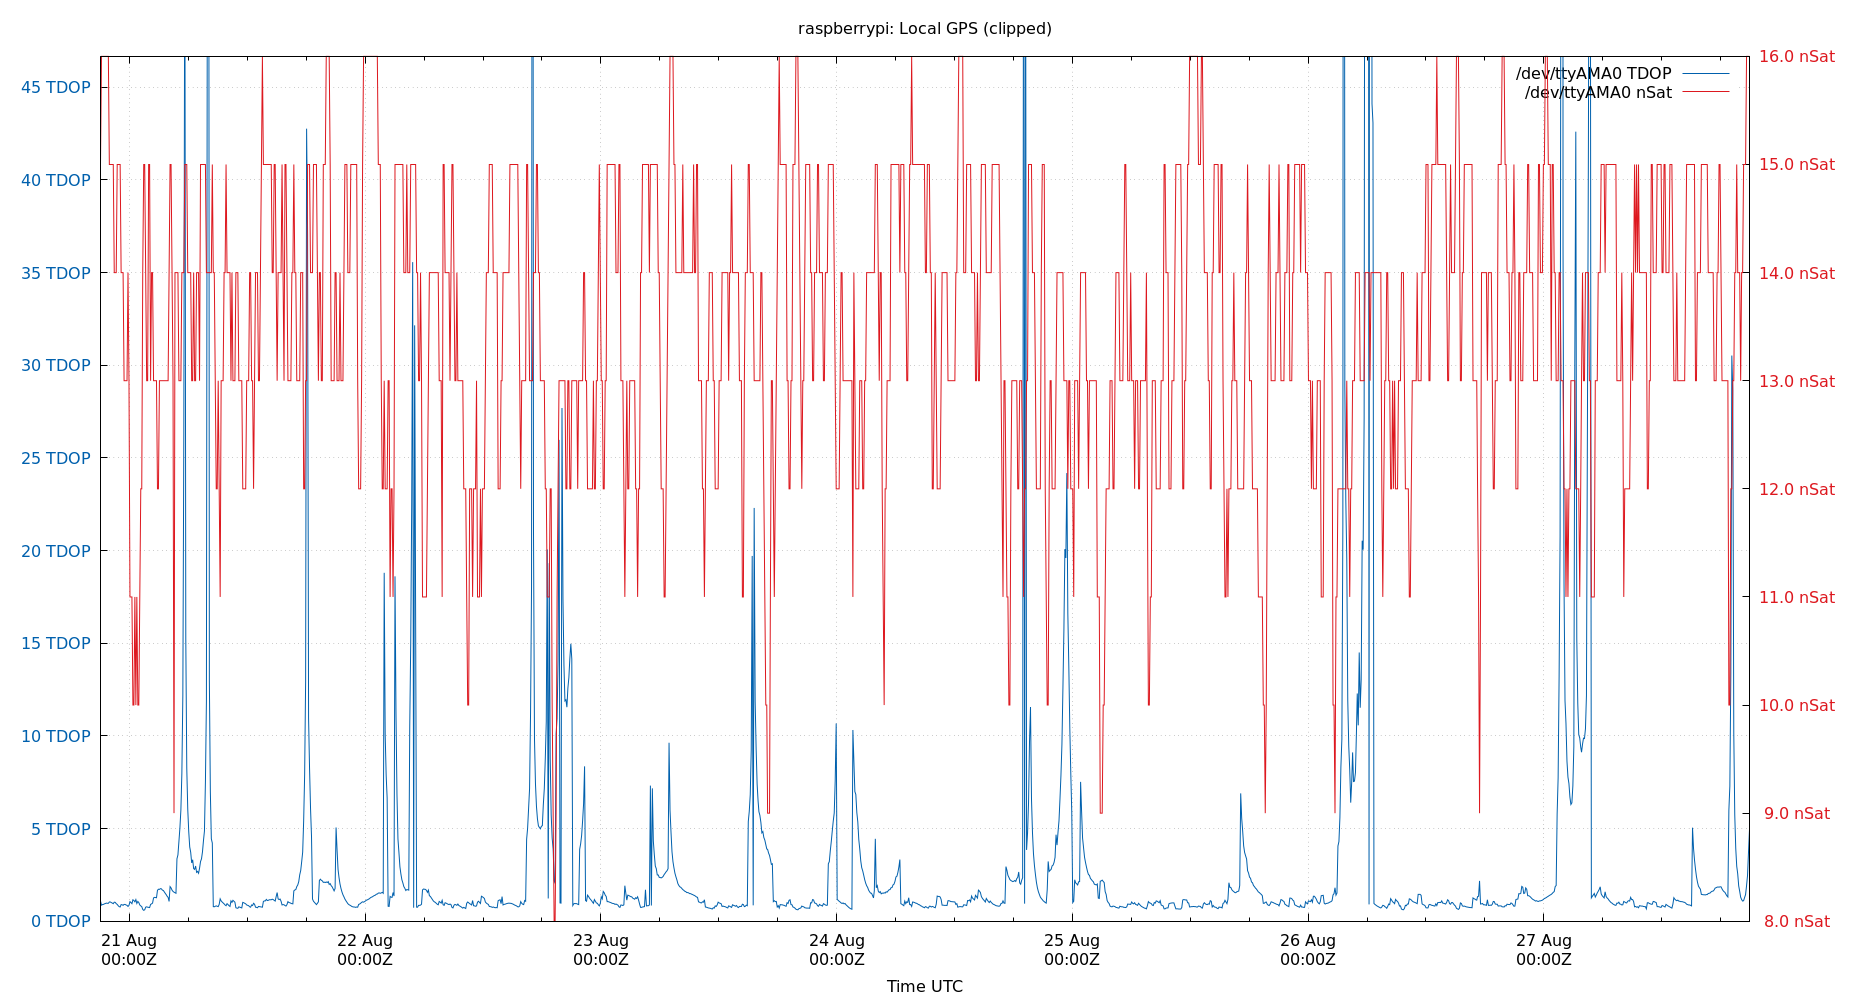 raspberrypi: Local GPS (clipped)
/dev/ttyAMA0 TDOP
/dev/ttyAMA0 nSat
45 TDOP
40 TDOP
35 TDOP
30 TDOP
25 TDOP
20 TDOP
15 TDOP
10 TDOP
5 TDOP
0 TDOP
16.0 nSat
15.0 nSat
14.0 nSat
13.0 nSat
12.0 nSat
11.0 nSat
10.0 nSat
9.0 nSat
8.0 nSat
21 Aug
00:00Z
22 Aug
00:00Z
23 Aug
00:00Z
24 Aug
00:00Z
25 Aug
00:00Z
26 Aug
00:00Z
27 Aug
00:00Z
Time UTC